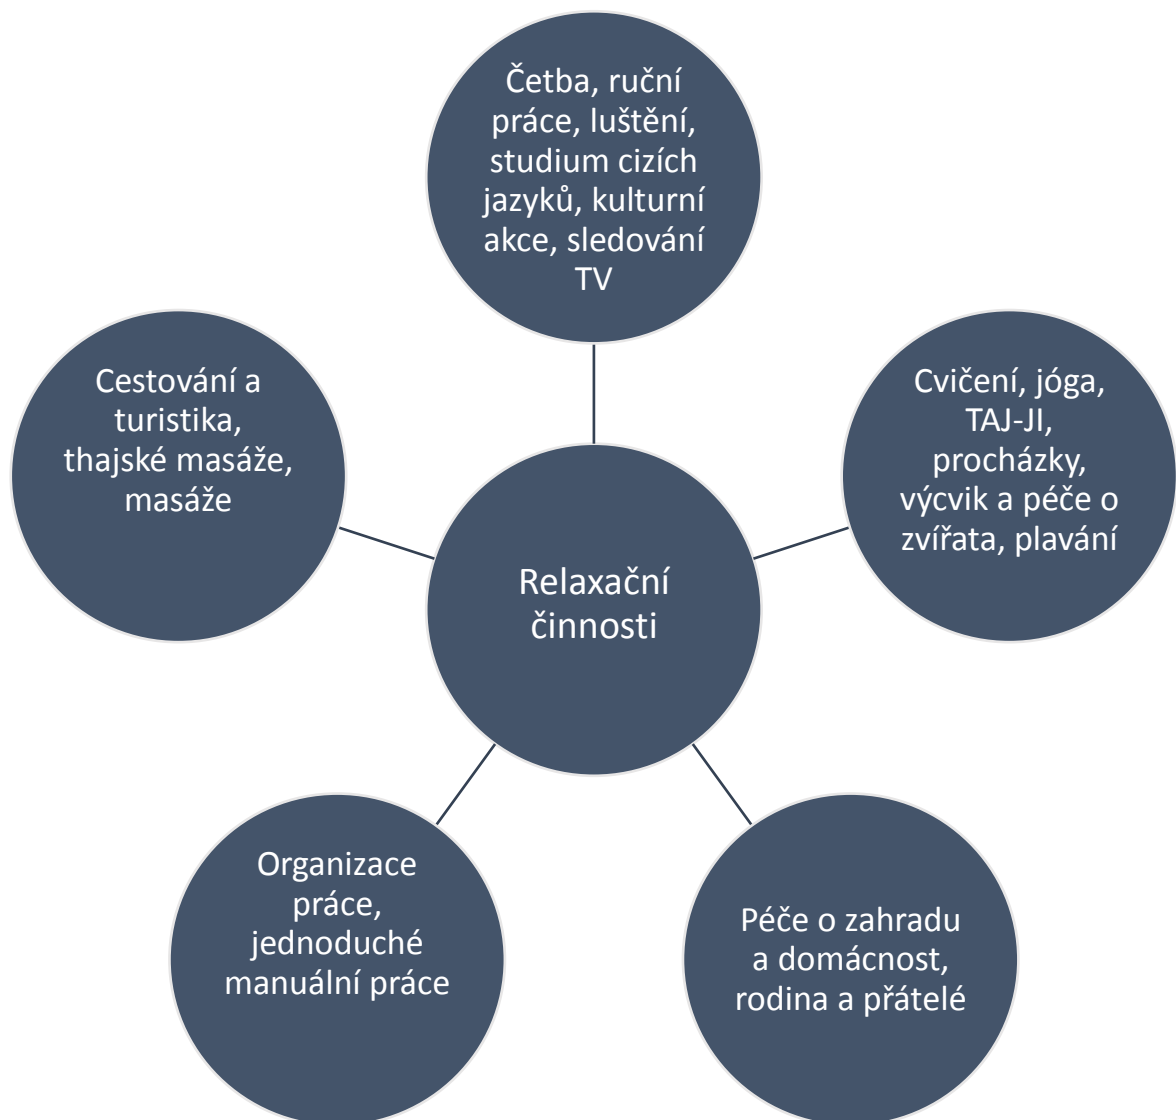 Četba, ruční
práce, luštění,
studium cizích
jazyků, kulturní
akce, sledování
TV
Cestování a
turistika,
thajské masáže,
masáže
Cvičení, jóga,
TAJ-JI,
procházky,
výcvik a péče o
zvířata, plavání
Relaxační
činnosti
Organizace
práce,
jednoduché
manuální práce
Péče o zahradu
a domácnost,
rodina a přátelé